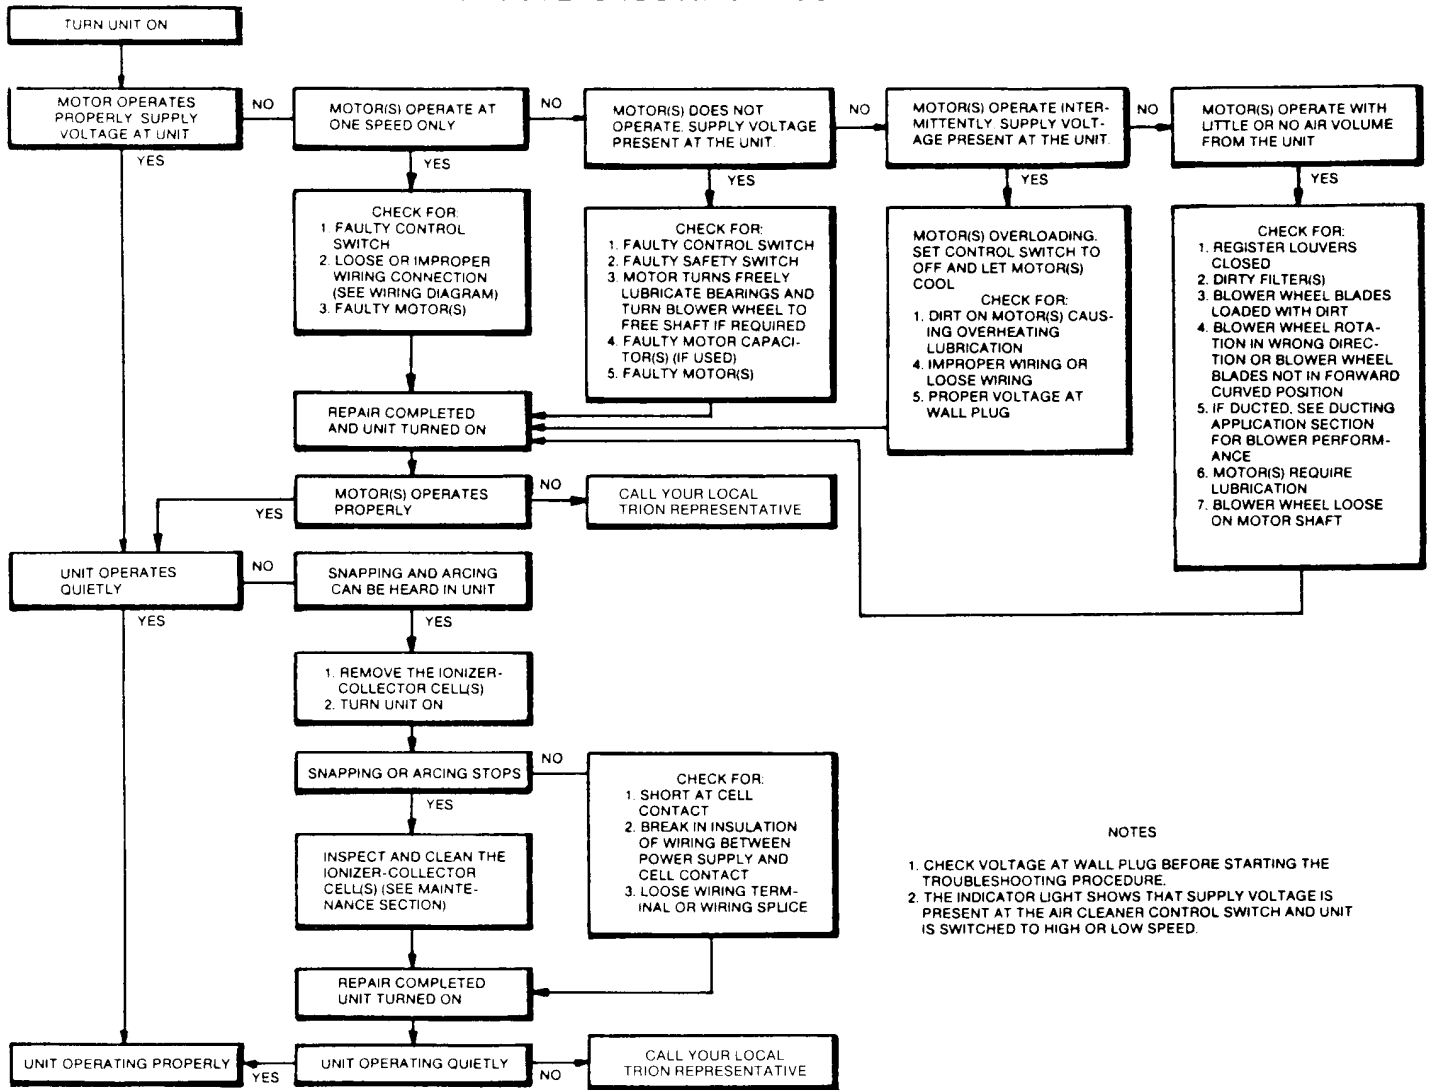 TURN UNIT ON
MOTOR OPERATES
PROPERLY. SUPPLY
VOLTAGE AT UNIT
NO
YES
MOTOR(S) OPERATE AT
ONE SPEED ONLY
NO
YES
MOTOR(S) DOES NOT
OPERATE. SUPPLY VOLTAGE
PRESENT AT THE UNIT.
NO
YES
MOTOR(S) OPERATE INTER-
MITTENTLY. SUPPLY VOLT-
AGE PRESENT AT THE UNIT.
NO
YES
MOTOR(S) OPERATE WITH
LITTLE OR NO AIR VOLUME
FROM THE UNIT
YES
CHECK FOR:
1. FAULTY CONTROL
SWITCH
2. LOOSE OR IMPROPER
WIRING CONNECTION
(SEE WIRING DIAGRAM)
3. FAULTY MOTOR(S)
CHECK FOR:
1. FAULTY CONTROL SWITCH
2. FAULTY SAFETY SWITCH
3. MOTOR TURNS FREELY
LUBRICATE BEARINGS AND
TURN BLOWER WHEEL TO
FREE SHAFT IF REQUIRED
4. FAULTY MOTOR CAPACI-
TOR(S) (IF USED)
5. FAULTY MOTOR(S)
MOTOR(S) OVERLOADING.
SET CONTROL SWITCH TO
OFF AND LET MOTOR(S)
COOL
CHECK FOR:
1. DIRT ON MOTOR(S) CAUS-
ING OVERHEATING
LUBRICATION
4. IMPROPER WIRING OR
LOOSE WIRING
5. PROPER VOLTAGE AT
WALL PLUG
CHECK FOR:
1. REGISTER LOUVERS
CLOSED
2. DIRTY FILTER(S)
3. BLOWER WHEEL BLADES
LOADED WITH DIRT
4. BLOWER WHEEL ROTA-
TION IN WRONG DIREC-
TION OR BLOWER WHEEL
BLADES NOT IN FORWARD
CURVED POSITION
5. IF DUCTED, SEE DUCTING
APPLICATION SECTION
FOR BLOWER PERFORM-
ANCE
6. MOTOR(S) REQUIRE
LUBRICATION
7. BLOWER WHEEL LOOSE
ON MOTOR SHAFT
REPAIR COMPLETED
AND UNIT TURNED ON
MOTOR(S) OPERATES
PROPERLY
YES
NO
CALL YOUR LOCAL
TRION REPRESENTATIVE
UNIT OPERATES
QUIETLY
NO
YES
SNAPPING AND ARCING
CAN BE HEARD IN UNIT
YES
1. REMOVE THE IONIZER-
COLLECTOR CELL(S)
2. TURN UNIT ON
SNAPPING OR ARCING STOPS
NO
YES
CHECK FOR:
1. SHORT AT CELL
CONTACT
2. BREAK IN INSULATION
OF WIRING BETWEEN
POWER SUPPLY AND
CELL CONTACT
3. LOOSE WIRING TERM-
INAL OR WIRING SPLICE
INSPECT AND CLEAN THE
IONIZER-COLLECTOR
CELL(S) (SEE MAINTE-
NANCE SECTION)
NOTES
1. CHECK VOLTAGE AT WALL PLUG BEFORE STARTING THE
TROUBLESHOOTING PROCEDURE.
2. THE INDICATOR LIGHT SHOWS THAT SUPPLY VOLTAGE IS
PRESENT AT THE AIR CLEANER CONTROL SWITCH AND UNIT
IS SWITCHED TO HIGH OR LOW SPEED.
REPAIR COMPLETED
UNIT TURNED ON
UNIT OPERATING PROPERLY
YES
UNIT OPERATING QUIETLY
NO
CALL YOUR LOCAL
TRION REPRESENTATIVE